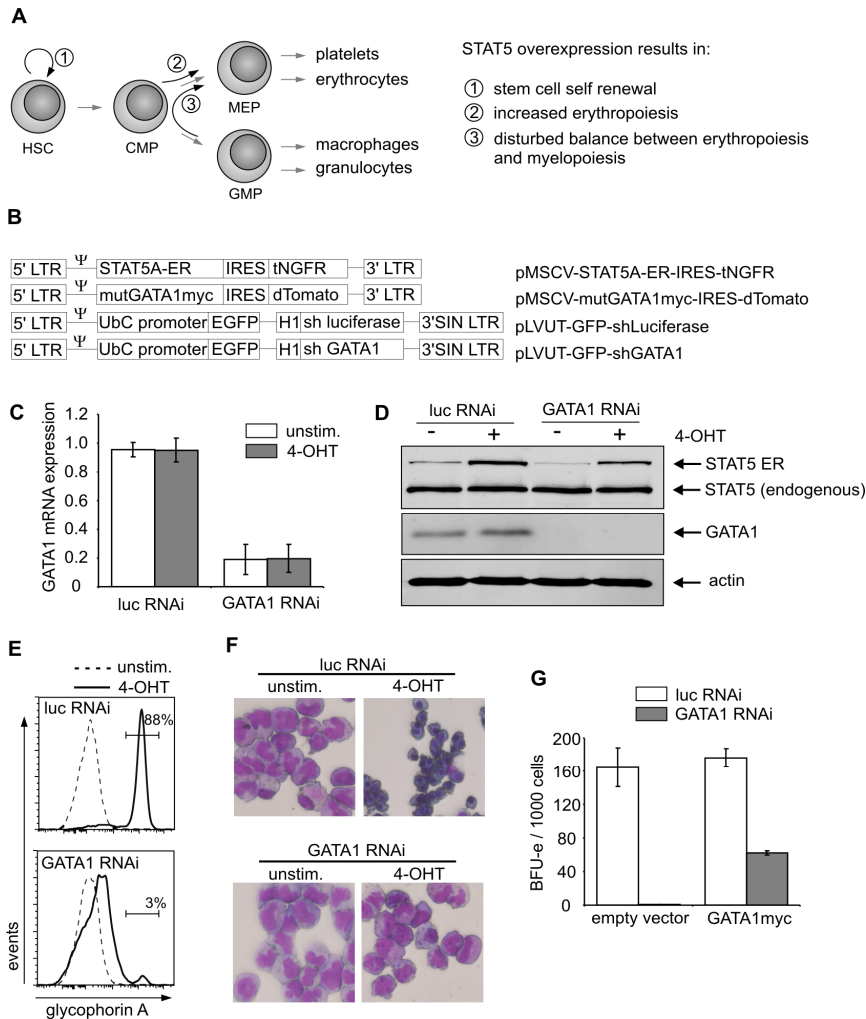 A
1
2
3
HSC
CMP
MEP
GMP
platelets
erythrocytes
macrophages
granulocytes
STAT5 overexpression results in:
1 stem cell self renewal
2 increased erythropoiesis
3 disturbed balance between erythropoiesis
and myelopoiesis
B
5' LTR Ψ STAT5A-ER IRES tNGFR 3' LTR pMSCV-STAT5A-ER-IRES-tNGFR
5' LTR Ψ mutGATA1myc IRES dTomato 3' LTR pMSCV-mutGATA1myc-IRES-dTomato
5' LTR Ψ UbC promoter EGFP H1 sh luciferase 3'SIN LTR pLVUT-GFP-shLuciferase
5' LTR Ψ UbC promoter EGFP H1 sh GATA1 3'SIN LTR pLVUT-GFP-shGATA1
C
GATA1 mRNA expression
1.2
1.0
0.8
0.6
0.4
0.2
0
unstim.
4-OHT
luc RNAi GATA1 RNAi
D
luc RNAi GATA1 RNAi
- + - + 4-OHT
STAT5 ER
STAT5 (endogenous)
GATA1
actin
E
unstim.
4-OHT
luc RNAi
88%
GATA1 RNAi
3%
events
glycophorin A
F
luc RNAi
unstim. 4-OHT
GATA1 RNAi
unstim. 4-OHT
G
luc RNAi
GATA1 RNAi
BFU-e / 1000 cells
200
160
120
80
40
0
empty vector GATA1myc